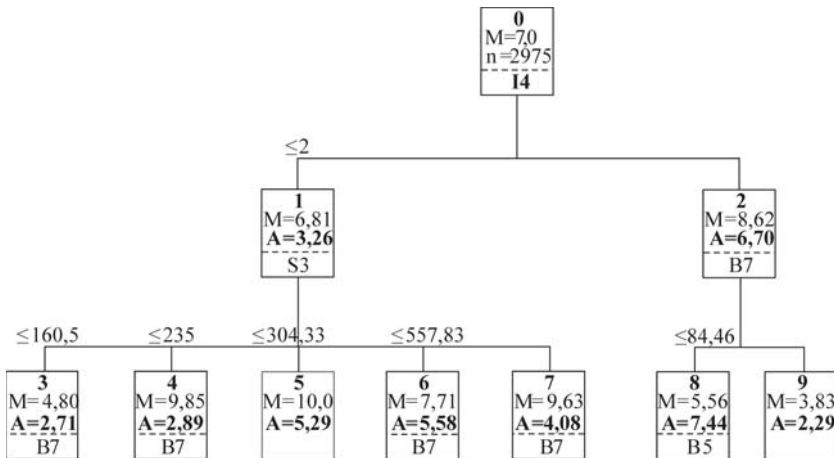 0
M=7,0
n=2975
I4
≤2
1
M=6,81
A=3,26
S3
2
M=8,62
A=6,70
B7
≤160,5
≤235
≤304,33
≤557,83
≤84,46
3
M=4,80
A=2,71
B7
4
M=9,85
A=2,89
B7
5
M=10,0
A=5,29
6
M=7,71
A=5,58
B7
7
M=9,63
A=4,08
B7
8
M=5,56
A=7,44
B5
9
M=3,83
A=2,29